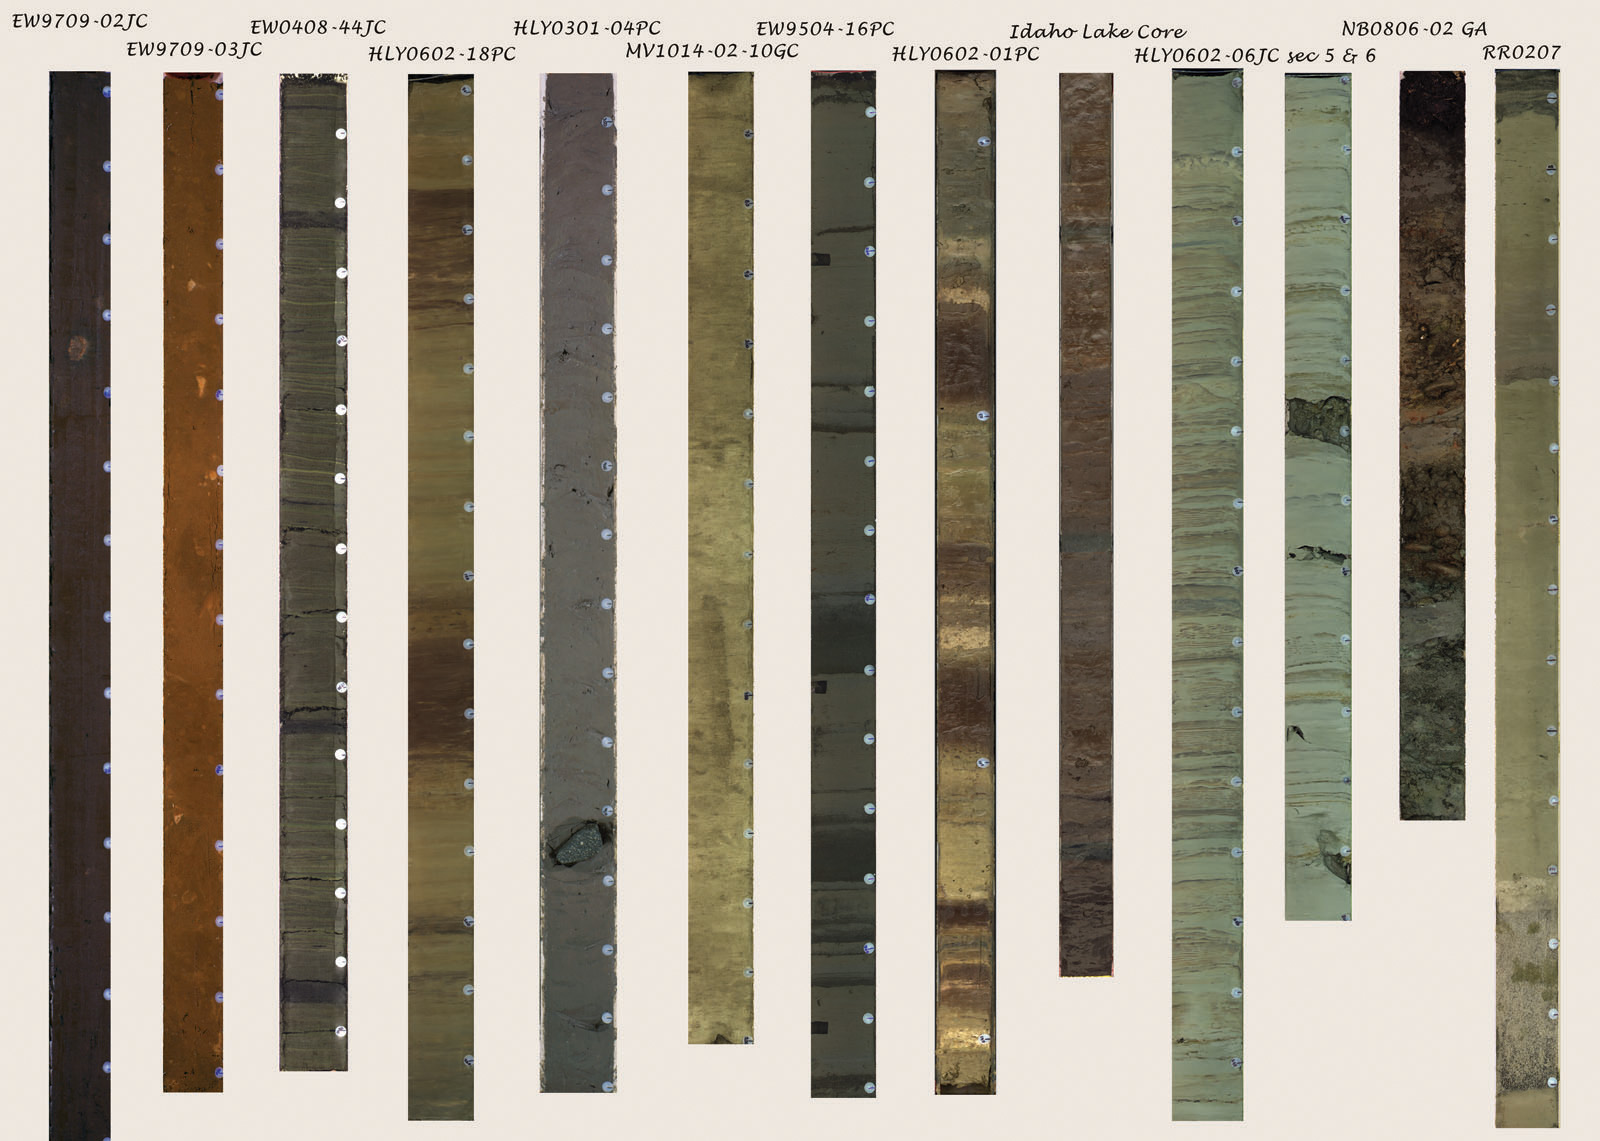 EW9709-02JC
EW9709-03JC
EW0408-44JC
HLY0602-18PC
HLY0301-04PC
MV1014-02-10GC
EW9504-16PC
HLY0602-01PC
Idaho Lake Core
HLY0602-06JC sec 5 & 6
NB0806-02 GA
RR0207